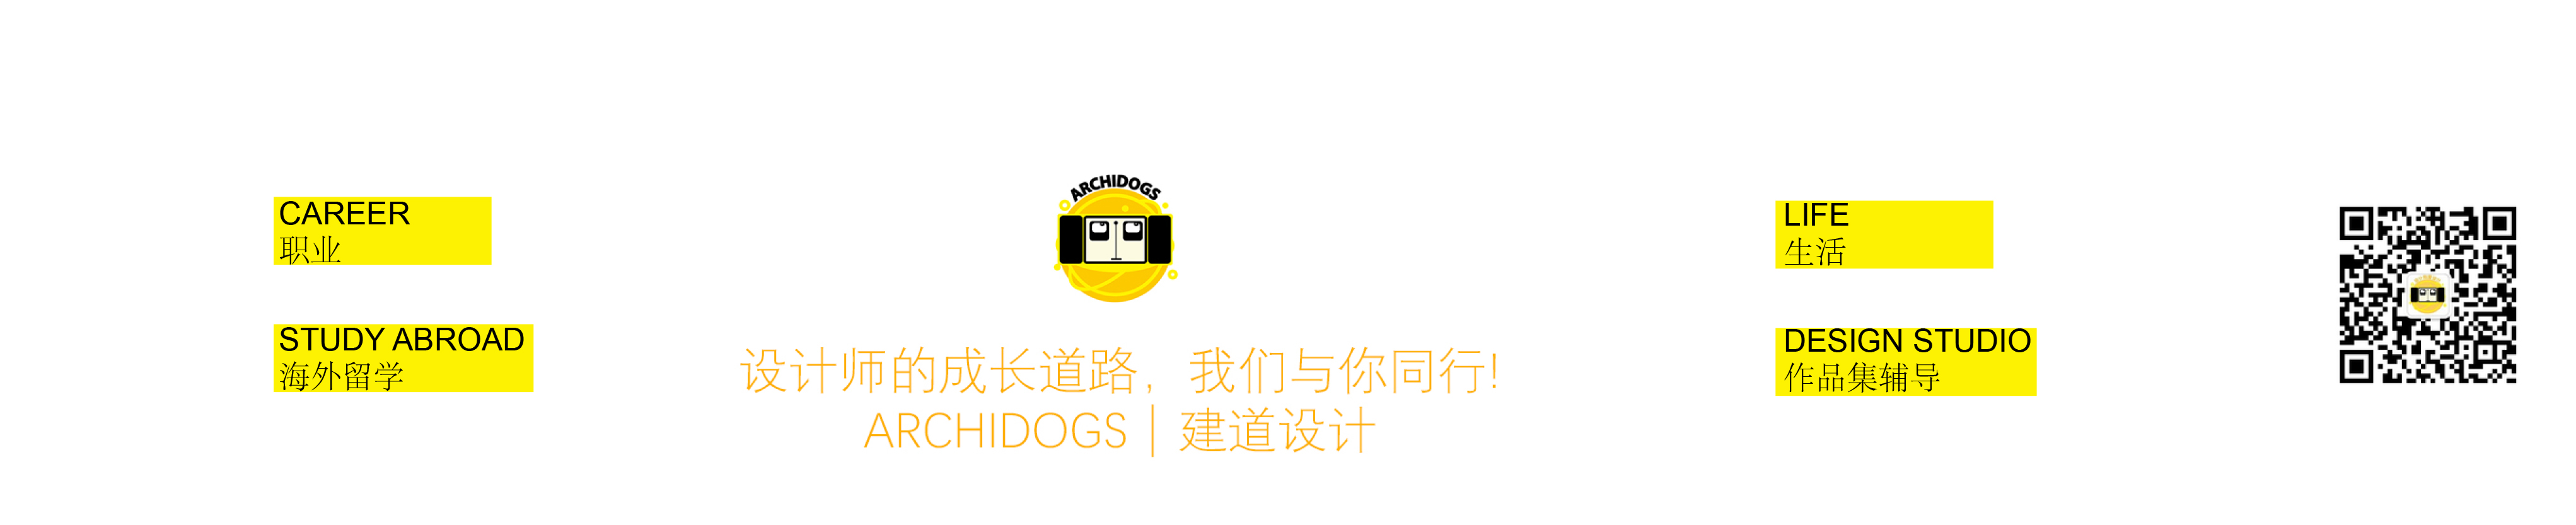 CAREER
职业
STUDY ABROAD
海外留学
ARCHIDOGS
设计师的成长道路，我们与你同行!
ARCHIDOGS | 建道设计
LIFE
生活
DESIGN STUDIO
作品集辅导